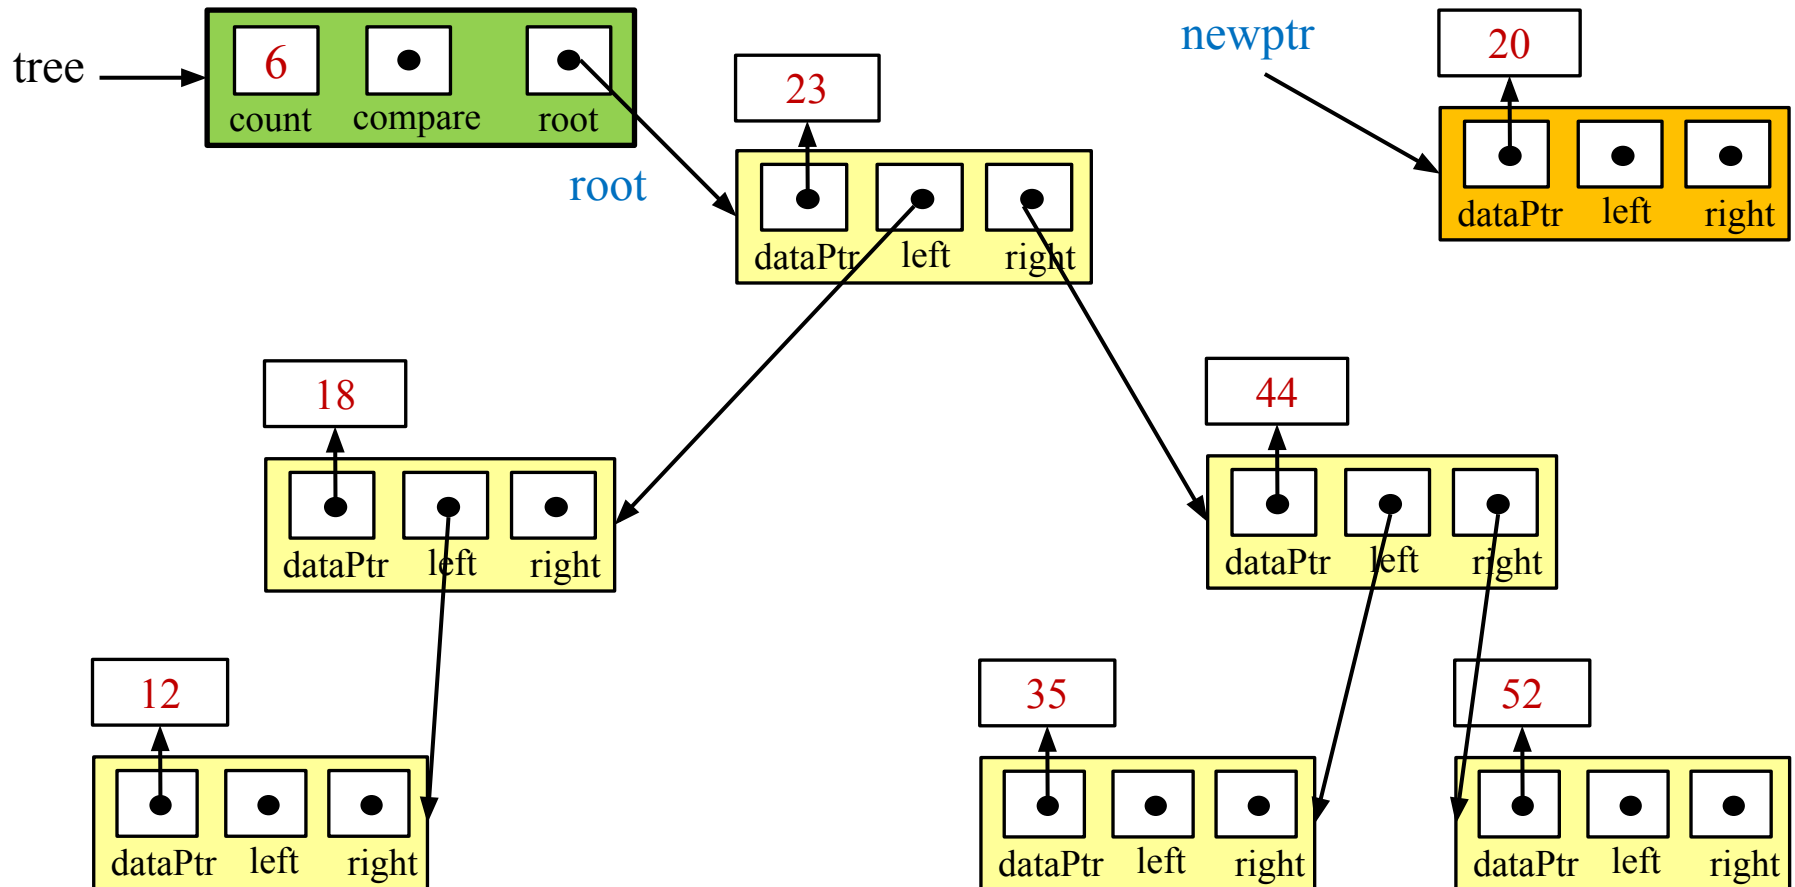 tree
6
count compare root
root
23
dataPtr left right
newptr
20
dataPtr left right
18
dataPtr left right
44
dataPtr left right
12
dataPtr left right
35
dataPtr left right
52
dataPtr left right